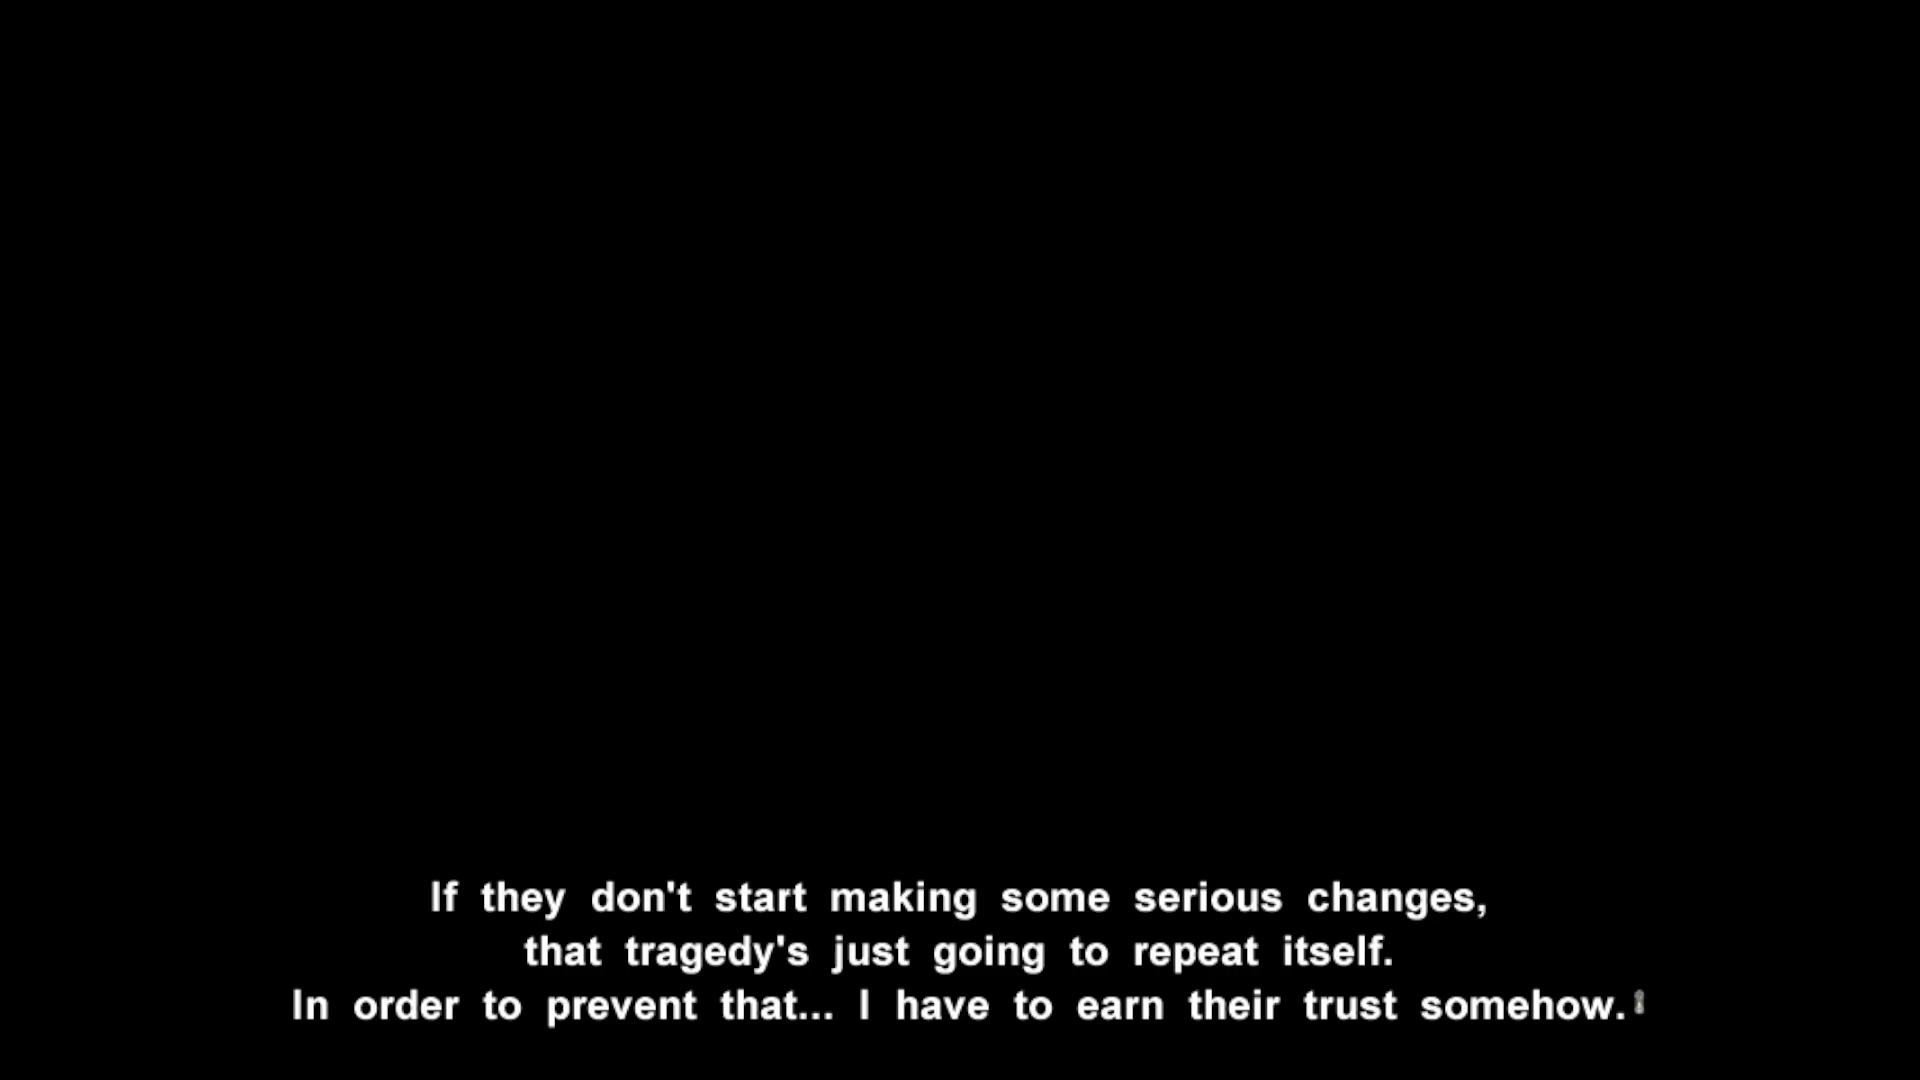 If they don't start making some serious changes,
that tragedy's just going to repeat itself.
In order to prevent that... I have to earn their trust somehow.